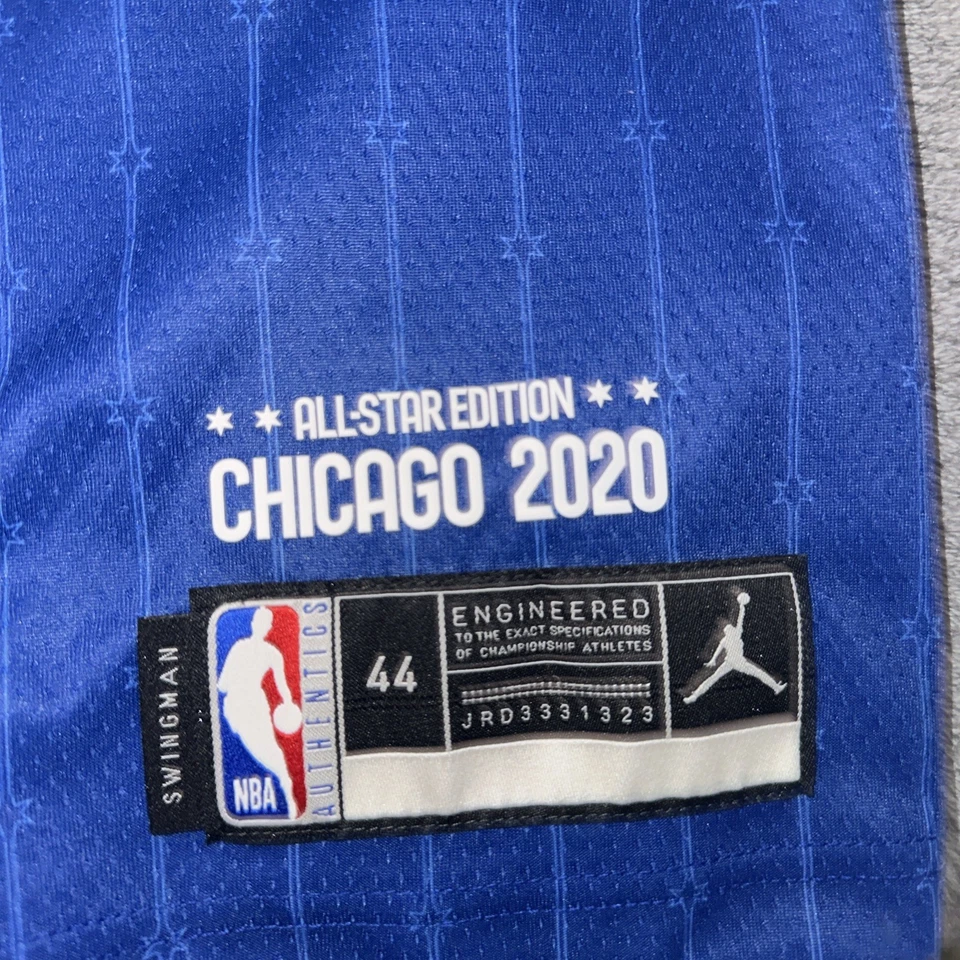 ALL-STAR EDITION
CHICAGO 2020
SWINGMAN
NBA
AUTHENTICS
44
ENGINEERED
TO THE EXACT SPECIFICATIONS
OF CHAMPIONSHIP ATHLETES
JRD3331323